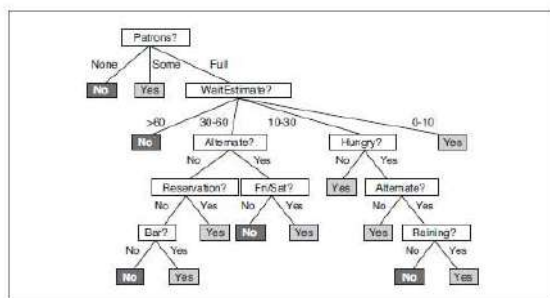 Patrons?
None Some Full
No Yes WaitEstimate?
>60 30-60 10-30 0-10
No Alternate? Hungry? Yes
No Yes No Yes
Reservation? Fri/Sat? Yes Alternate?
No Yes No Yes No Yes
Bar? Yes No Yes Yes Raining?
No Yes No Yes
No Yes No Yes